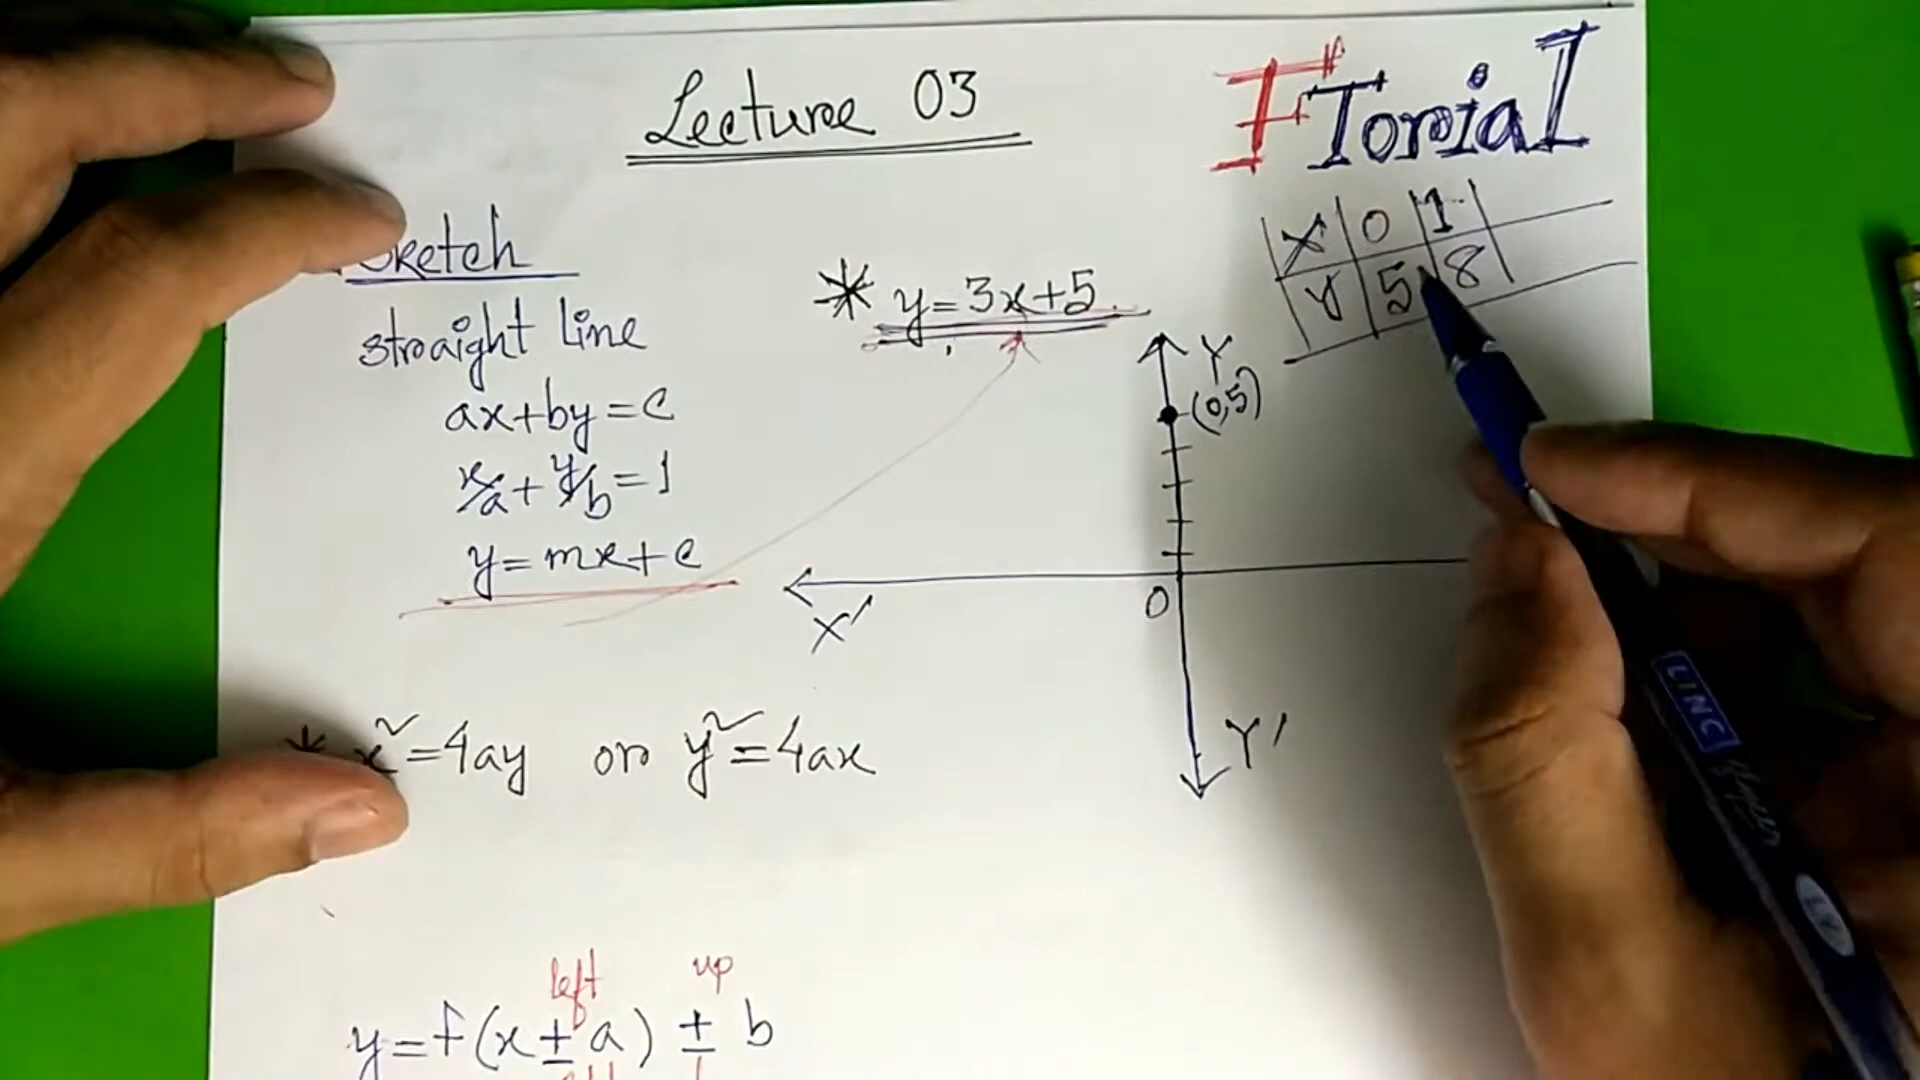 Lecture 03
FTorial
Sketch
straight line
ax+by=c
x/a+y/b=1
y=mx+c
* y=3x+5
X 0 1
Y 5 8
Y
(0,5)
X′
O
Y′
* x²=4ay or y²=4ax
left up
y=f(x±a) ± b
LINC